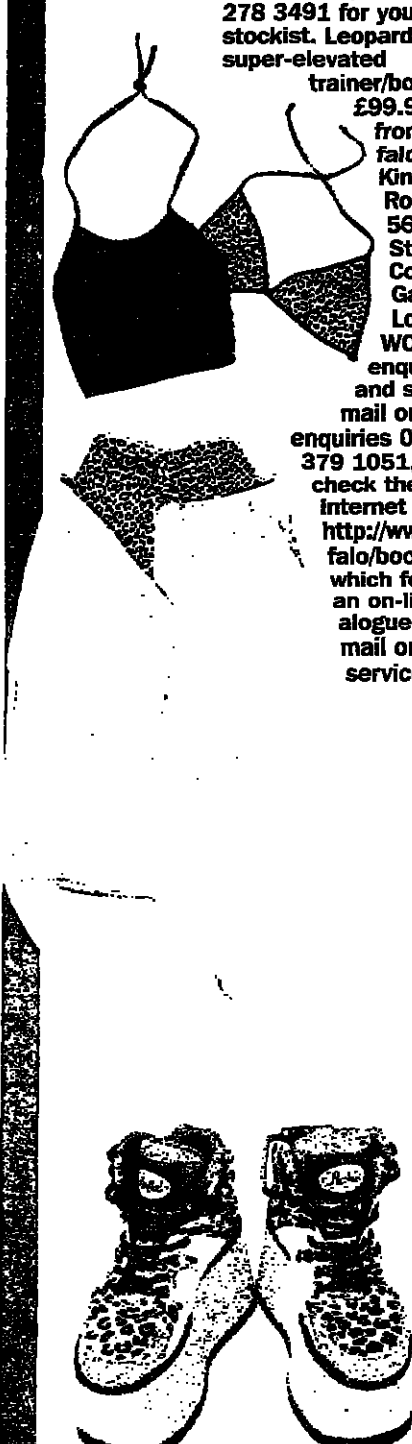 278 3491 for you
stockist. Leopard
super-elevated
trainer/bo
£99.9
from
falo
Kin
Ro
56
St
Co
Ga
Lo
WC
enqu
and s
mail or
enquiries 0
379 1051.
check the
Internet
http://ww
falo/boo
which fe
an on-li
alogue
mail or
servic